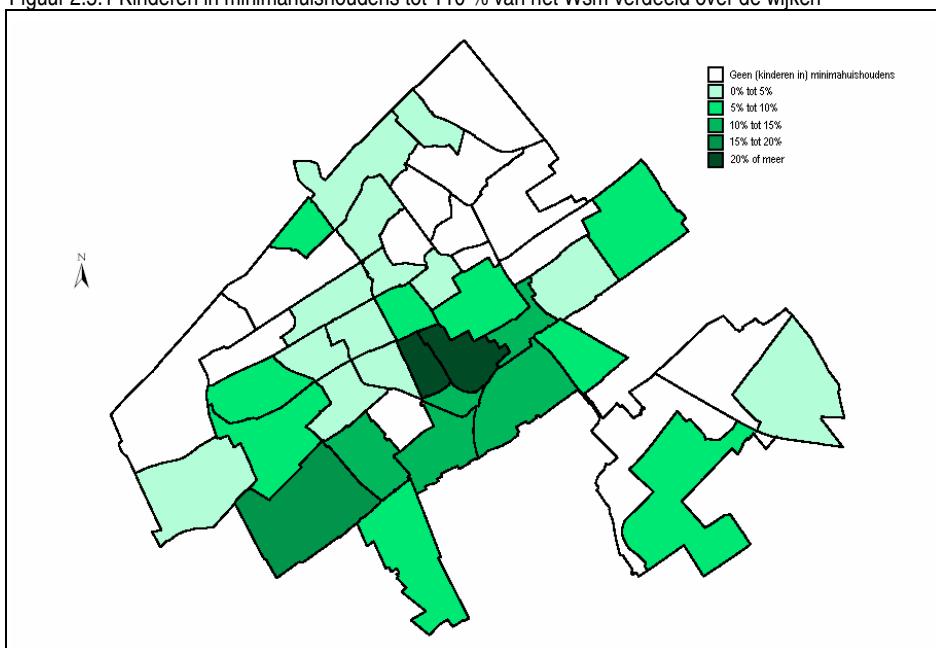 Figuur 2.3.1 Kinderen in minimahuishoudens tot 110 % van het Wsm verdeeld over de wijken
Geen (kinderen in) minimahuishoudens
0% tot 5%
5% tot 10%
10% tot 15%
15% tot 20%
20% of meer
N